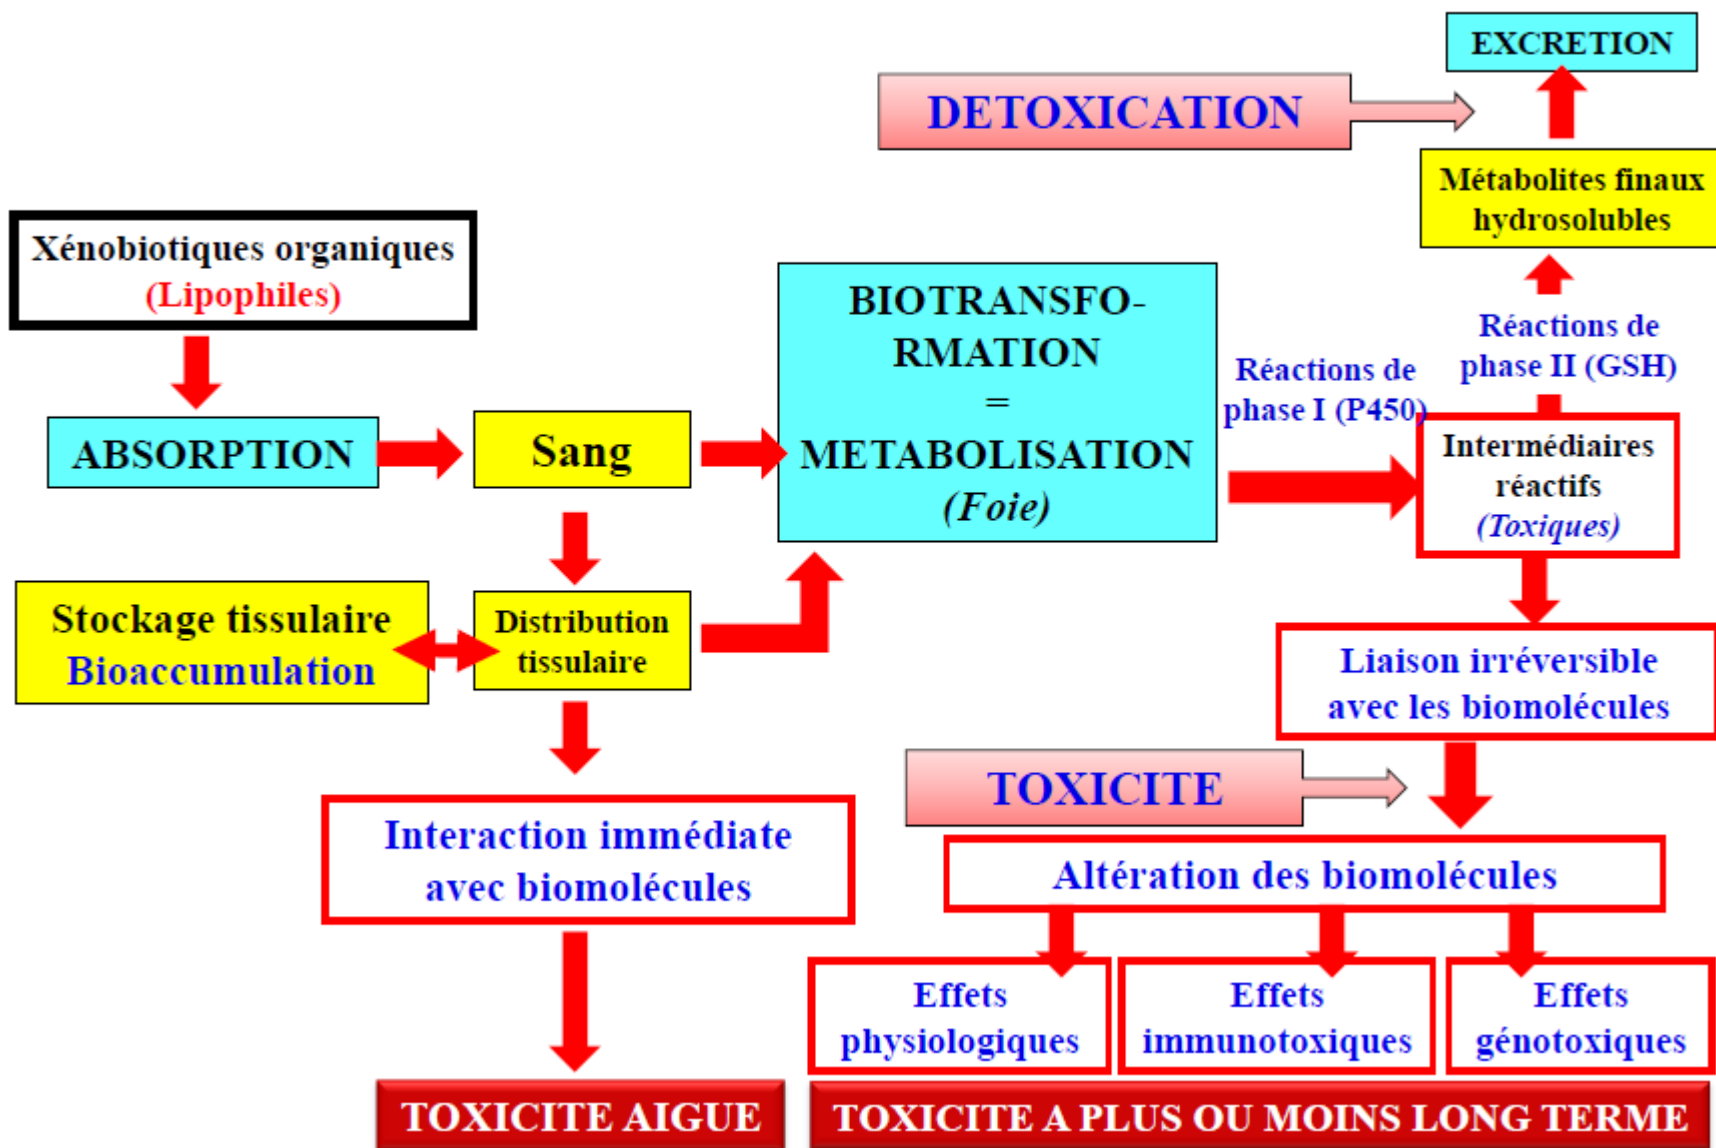 EXCRETION
DETOXICATION
Métabolites finaux
hydrosolubles
Xénobiotiques organiques
(Lipophiles)
BIOTRANSFO-
RMATION
=
METABOLISATION
(Foie)
Réactions de
phase II (GSH)
Réactions de
phase I (P450)
ABSORPTION
Sang
Intermédiaires
réactifs
(Toxiques)
Stockage tissulaire
Bioaccumulation
Distribution
tissulaire
Liaison irréversible
avec les biomolécules
TOXICITE
Interaction immédiate
avec biomolécules
Altération des biomolécules
Effets
physiologiques
Effets
immunotoxiques
Effets
génotoxiques
TOXICITE AIGUE
TOXICITE A PLUS OU MOINS LONG TERME